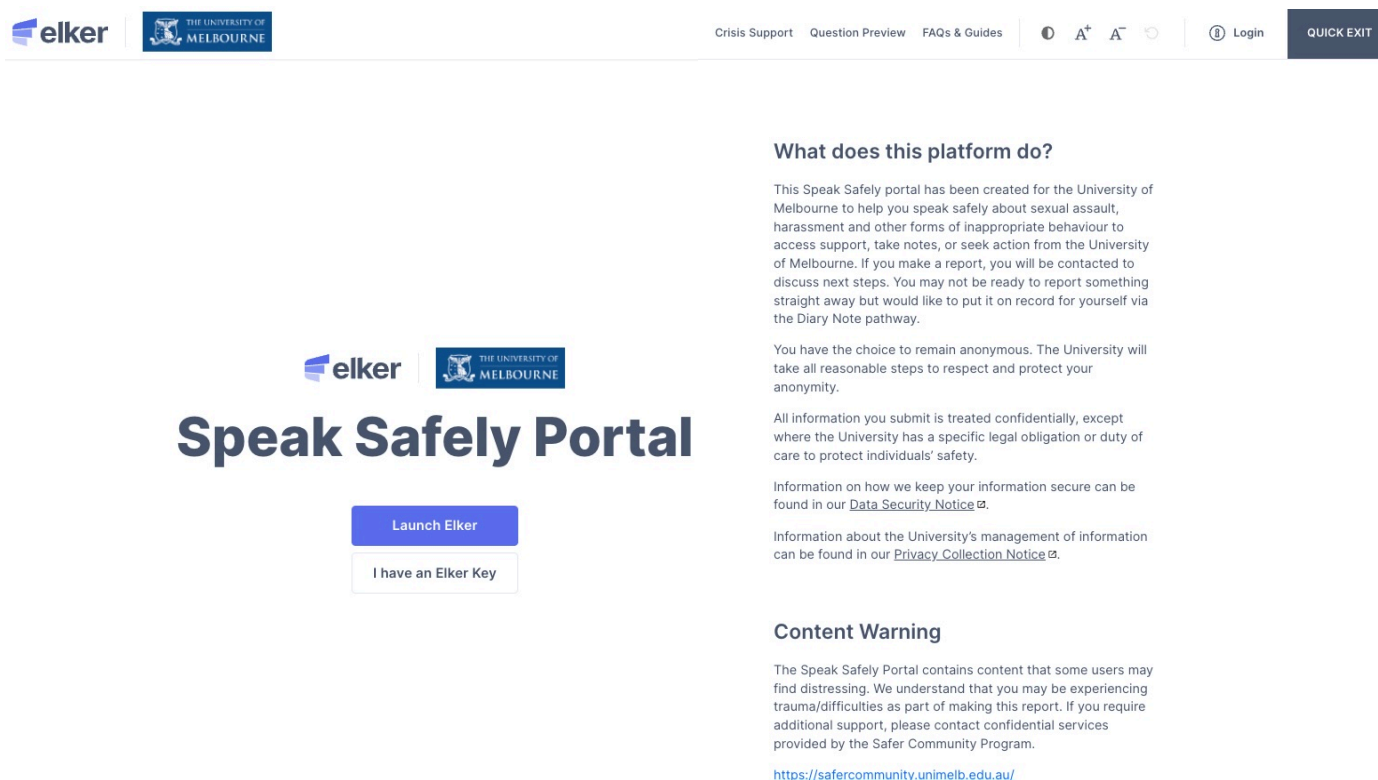 elker
THE UNIVERSITY OF
MELBOURNE
Crisis Support
Question Preview
FAQs & Guides
A+
A-
Login
QUICK EXIT
elker
THE UNIVERSITY OF
MELBOURNE
Speak Safely Portal
Launch Elker
I have an Elker Key
What does this platform do?
This Speak Safely portal has been created for the University of
Melbourne to help you speak safely about sexual assault,
harassment and other forms of inappropriate behaviour to
access support, take notes, or seek action from the University
of Melbourne. If you make a report, you will be contacted to
discuss next steps. You may not be ready to report something
straight away but would like to put it on record for yourself via
the Diary Note pathway.
You have the choice to remain anonymous. The University will
take all reasonable steps to respect and protect your
anonymity.
All information you submit is treated confidentially, except
where the University has a specific legal obligation or duty of
care to protect individuals’ safety.
Information on how we keep your information secure can be
found in our Data Security Notice.
Information about the University’s management of information
can be found in our Privacy Collection Notice.
Content Warning
The Speak Safely Portal contains content that some users may
find distressing. We understand that you may be experiencing
trauma/difficulties as part of making this report. If you require
additional support, please contact confidential services
provided by the Safer Community Program.
https://safercommunity.unimelb.edu.au/